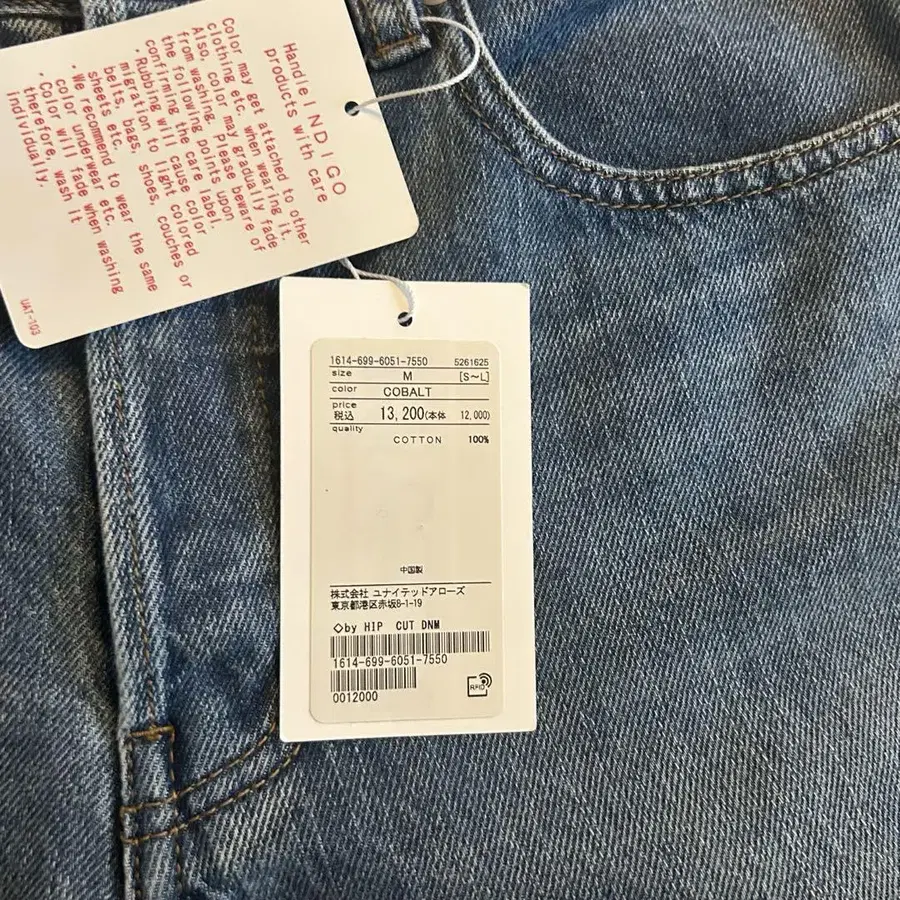 Handle INDIGO
products with care
Color may get attached to other
clothing etc. when wearing it.
Also, color may gradually fade
from washing. Please beware of
the following points upon
confirming the care label.
・Rubbing will cause color
migration to light colored
belts, bags, shoes, couches or
sheets etc.
・We recommend to wear the same
color underwear etc.
・Color will fade when washing
therefore, wash it
individually.
UAT-103
1614-699-6051-7550 5261625
size M [S~L]
color COBALT
price
税込 13,200(本体 12,000)
quality
COTTON 100%
中国製
株式会社 ユナイテッドアローズ
東京都港区赤坂8-1-19
◇by HIP CUT DNM
1614-699-6051-7550
0012000
RFID